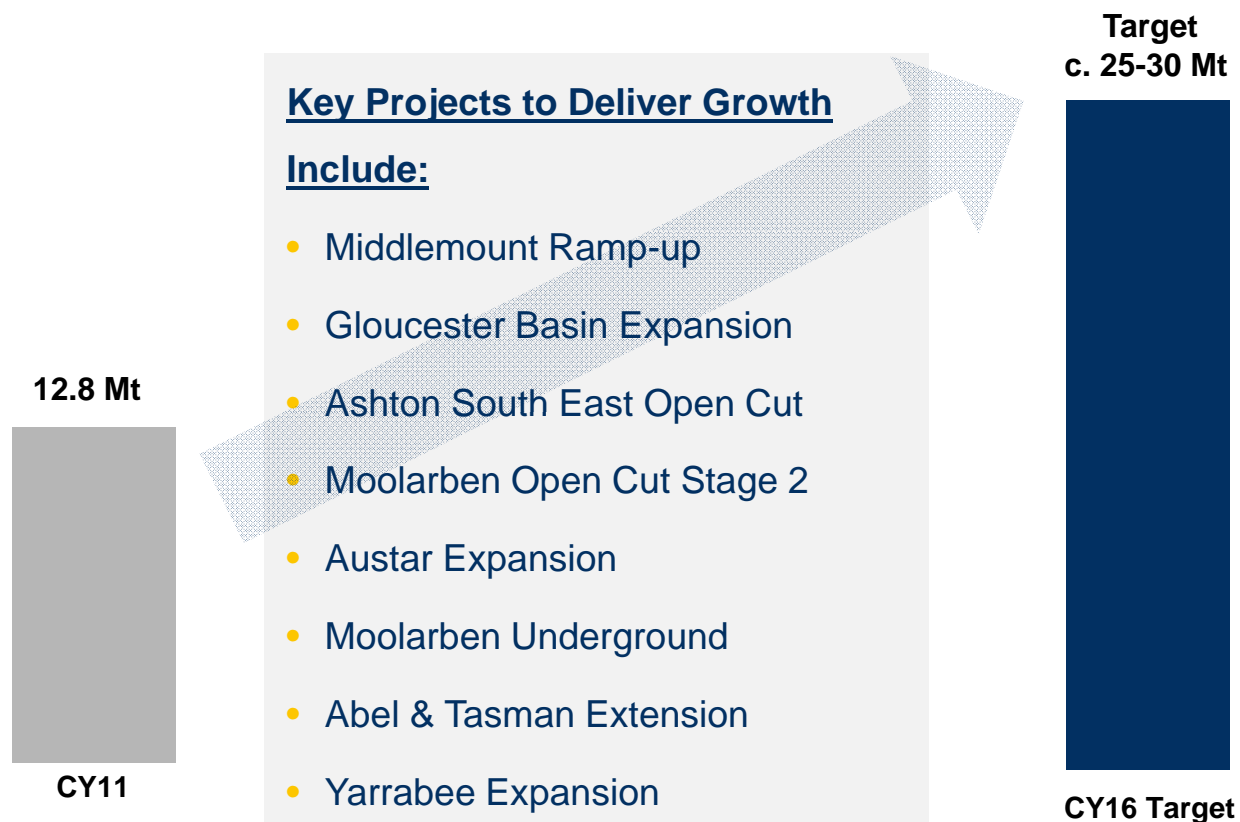 Target
c. 25-30 Mt
Key Projects to Deliver Growth
Include:
• Middlemount Ramp-up
• Gloucester Basin Expansion
12.8 Mt
• Ashton South East Open Cut
• Moolarben Open Cut Stage 2
• Austar Expansion
• Moolarben Underground
• Abel & Tasman Extension
CY11
• Yarrabee Expansion
CY16 Target